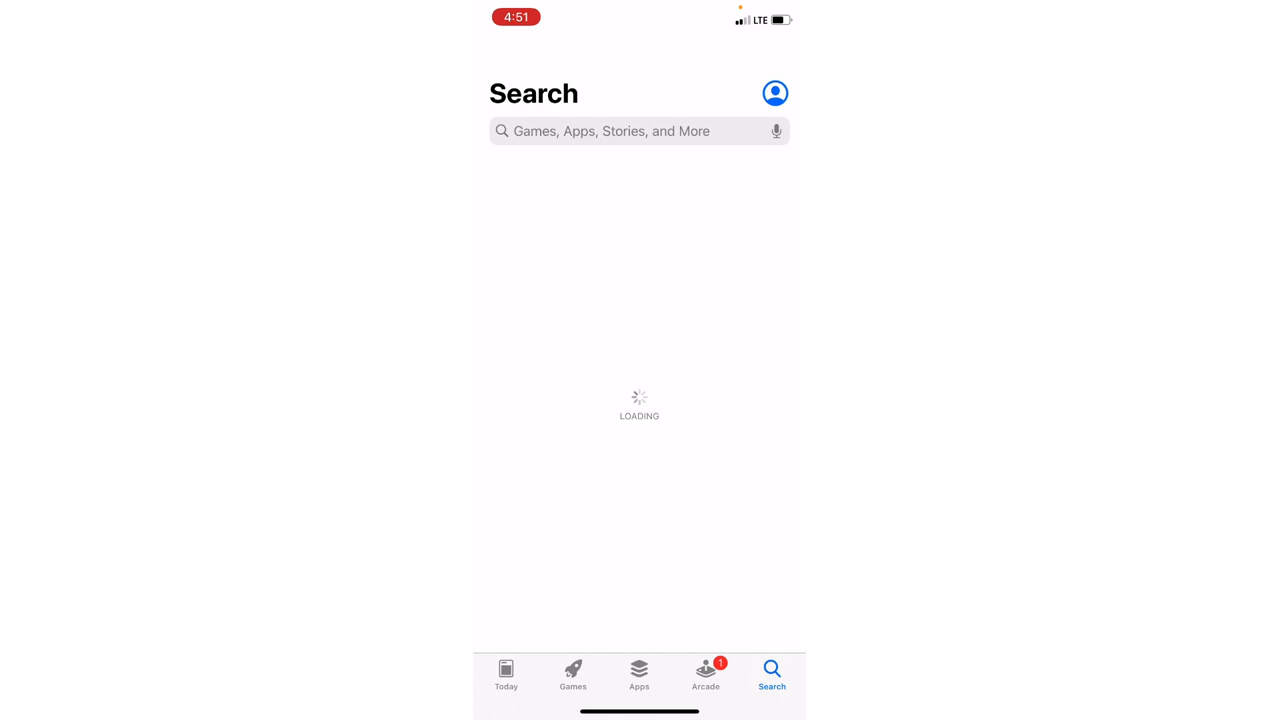 4:51
LTE
Search
Games, Apps, Stories, and More
LOADING
1
Today
Games
Apps
Arcade
Search